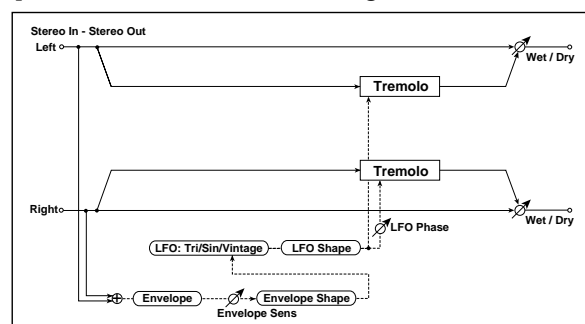 Stereo In - Stereo Out
Left
Wet / Dry
Tremolo
Tremolo
Right
LFO Phase
Wet / Dry
LFO: Tri/Sin/Vintage
LFO Shape
Envelope
Envelope Shape
Envelope Sens